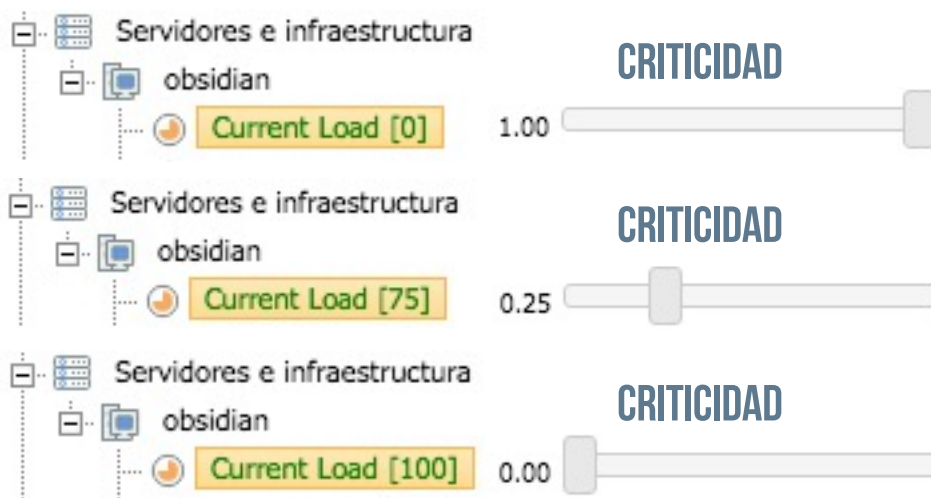 Servidores e infraestructura
CRITICIDAD
obsidian
Current Load [0]
1.00
Servidores e infraestructura
CRITICIDAD
obsidian
Current Load [75]
0.25
Servidores e infraestructura
CRITICIDAD
obsidian
Current Load [100]
0.00